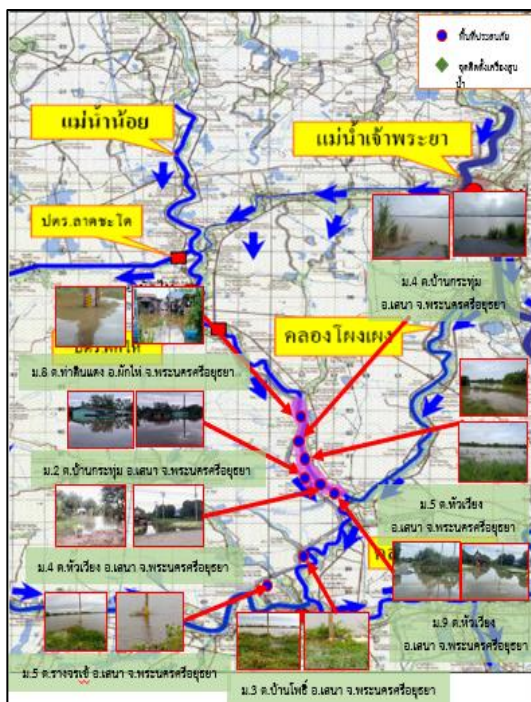 พื้นที่ประสบภัย
จุดติดตั้งเครื่องสูบ
น้ำ
แม่น้ำน้อย
แม่น้ำเจ้าพระยา
ปตร.ลาดชะโด
ม.4 ต.บ้านกระทุ่ม
อ.เสนา จ.พระนครศรีอยุธยา
คลองโผงเผง
ม.8 ต.ท่าดินแดง อ.ผักไห่ จ.พระนครศรีอยุธยา
ม.2 ต.บ้านกระทุ่ม อ.เสนา จ.พระนครศรีอยุธยา
ม.5 ต.หัวเวียง
อ.เสนา จ.พระนครศรีอยุธยา
ม.4 ต.หัวเวียง อ.เสนา จ.พระนครศรีอยุธยา
ม.9 ต.หัวเวียง
อ.เสนา จ.พระนครศรีอยุธยา
ม.5 ต.รางจรเข้ อ.เสนา จ.พระนครศรีอยุธยา
ม.3 ต.บ้านโพธิ์ อ.เสนา จ.พระนครศรีอยุธยา